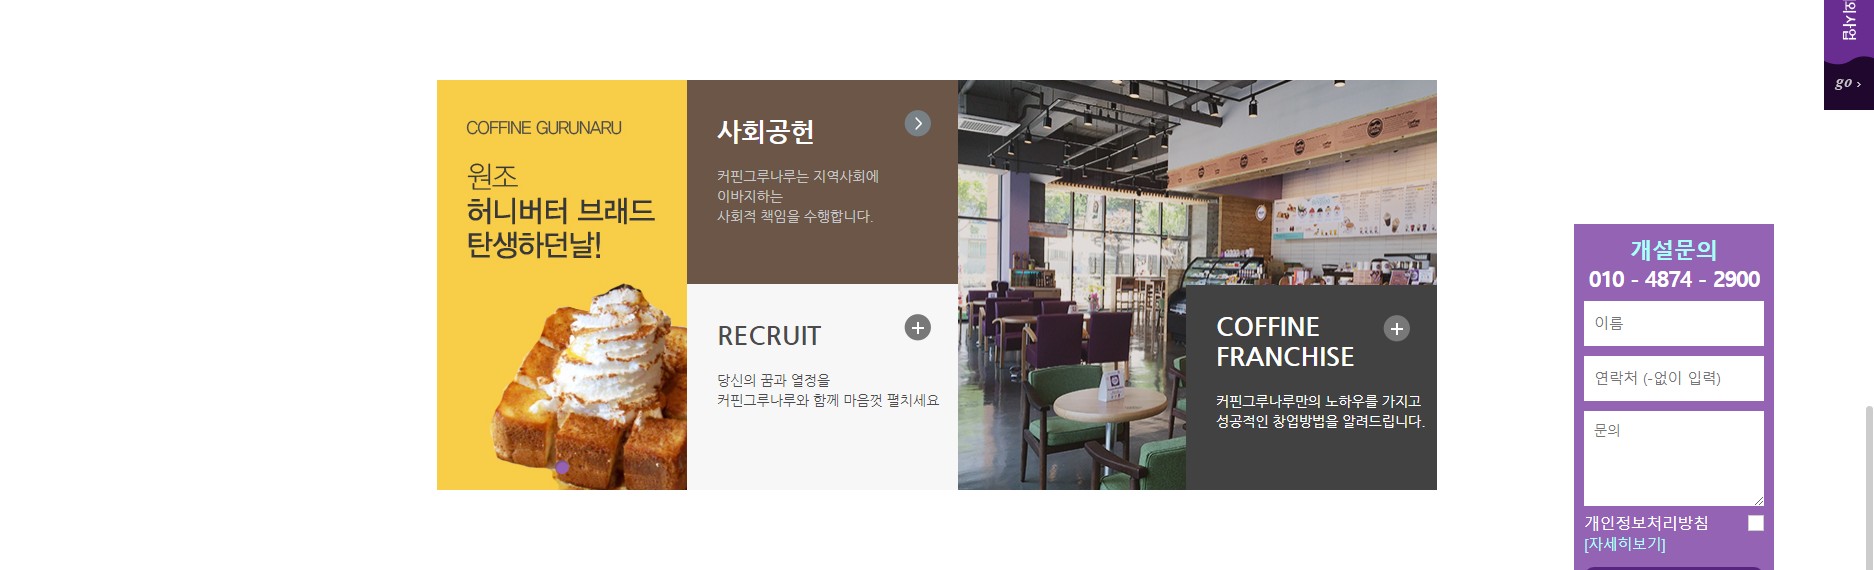 COFFINE GURUNARU
원조
허니버터 브래드
탄생하던날!
사회공헌
커핀그루나루는 지역사회에
이바지하는
사회적 책임을 수행합니다.
RECRUIT
당신의 꿈과 열정을
커핀그루나루와 함께 마음껏 펼치세요
COFFINE
FRANCHISE
커핀그루나루만의 노하우를 가지고
성공적인 창업방법을 알려드립니다.
외사업
go ›
개설문의
010 - 4874 - 2900
이름
연락처 (-없이 입력)
문의
개인정보처리방침
[자세히보기]